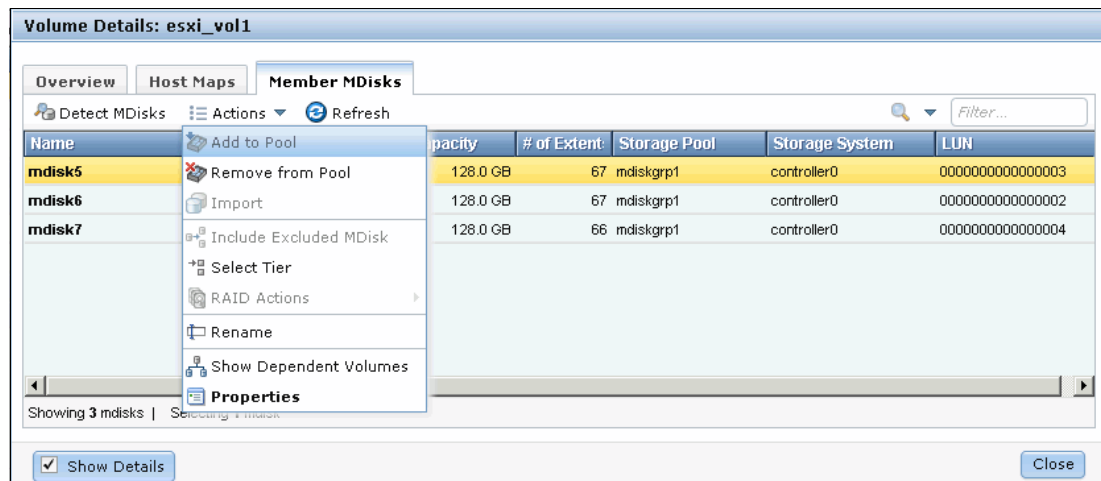 Volume Details: esxi_vol1
Overview Host Maps Member MDisks
Detect MDisks Actions Refresh Filter...
Name pacity # of Extent Storage Pool Storage System LUN
mdisk5 128.0 GB 67 mdiskgrp1 controller0 0000000000000003
mdisk6 128.0 GB 67 mdiskgrp1 controller0 0000000000000002
mdisk7 128.0 GB 66 mdiskgrp1 controller0 0000000000000004
Add to Pool
Remove from Pool
Import
Include Excluded MDisk
Select Tier
RAID Actions
Rename
Show Dependent Volumes
Properties
Showing 3 mdisks |
Show Details Close